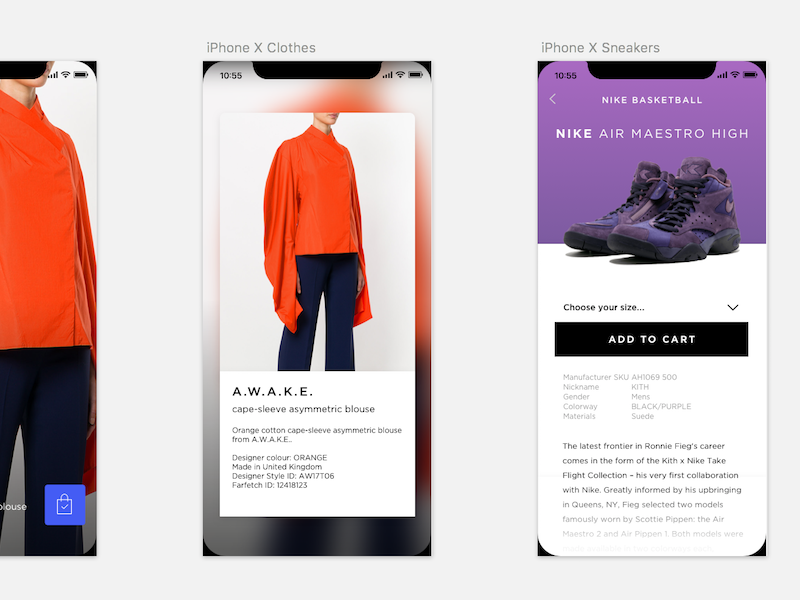 iPhone X Clothes
iPhone X Sneakers
blouse
10:55
A.W.A.K.E.
cape-sleeve asymmetric blouse
Orange cotton cape-sleeve asymmetric blouse
from A.W.A.K.E..
Designer colour: ORANGE
Made in United Kingdom
Designer Style ID: AW17T06
Farfetch ID: 12418123
10:55
NIKE BASKETBALL
NIKE AIR MAESTRO HIGH
Choose your size...
ADD TO CART
Manufacturer SKU AH1069 500
Nickname KITH
Gender Mens
Colorway BLACK/PURPLE
Materials Suede
The latest frontier in Ronnie Fieg's career
comes in the form of the Kith x Nike Take
Flight Collection – his very first collaboration
with Nike. Greatly informed by his upbringing
in Queens, NY, Fieg selected two models
famously worn by Scottie Pippen: the Air
Maestro 2 and Air Pippen 1. Both models were